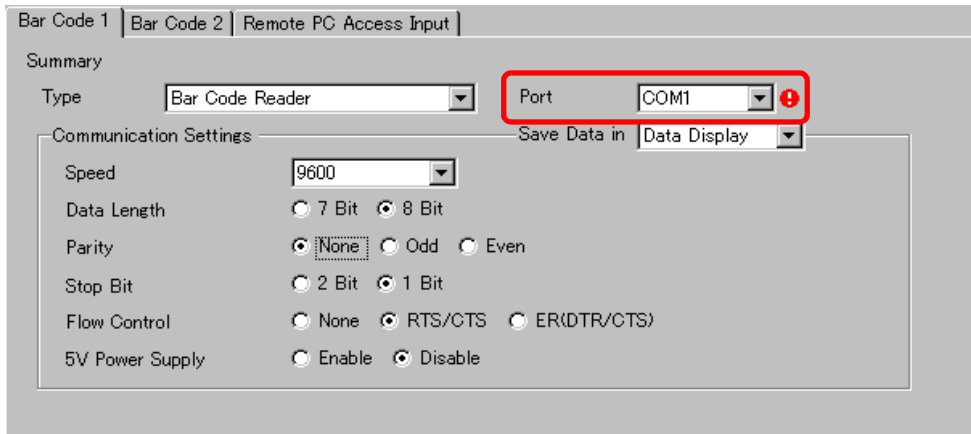 Bar Code 1 Bar Code 2 Remote PC Access Input
Summary
Type Bar Code Reader Port COM1
Communication Settings Save Data in Data Display
Speed 9600
Data Length 7 Bit 8 Bit
Parity None Odd Even
Stop Bit 2 Bit 1 Bit
Flow Control None RTS/CTS ER(DTR/CTS)
5V Power Supply Enable Disable